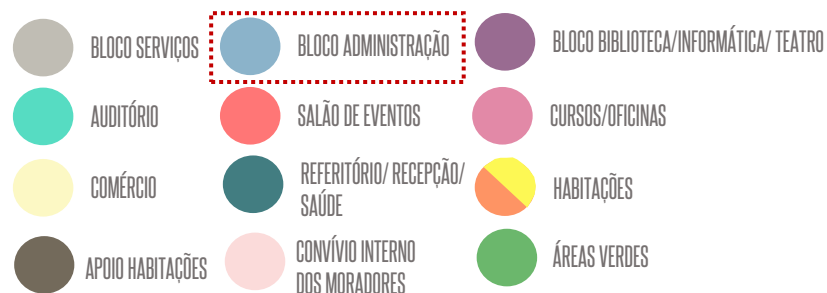 BLOCO SERVIÇOS
BLOCO ADMINISTRAÇÃO
BLOCO BIBLIOTECA/INFORMÁTICA/ TEATRO
AUDITÓRIO
SALÃO DE EVENTOS
CURSOS/OFICINAS
COMÉRCIO
REFERITÓRIO/ RECEPÇÃO/
SAÚDE
HABITAÇÕES
APOIO HABITAÇÕES
CONVÍVIO INTERNO
DOS MORADORES
ÁREAS VERDES